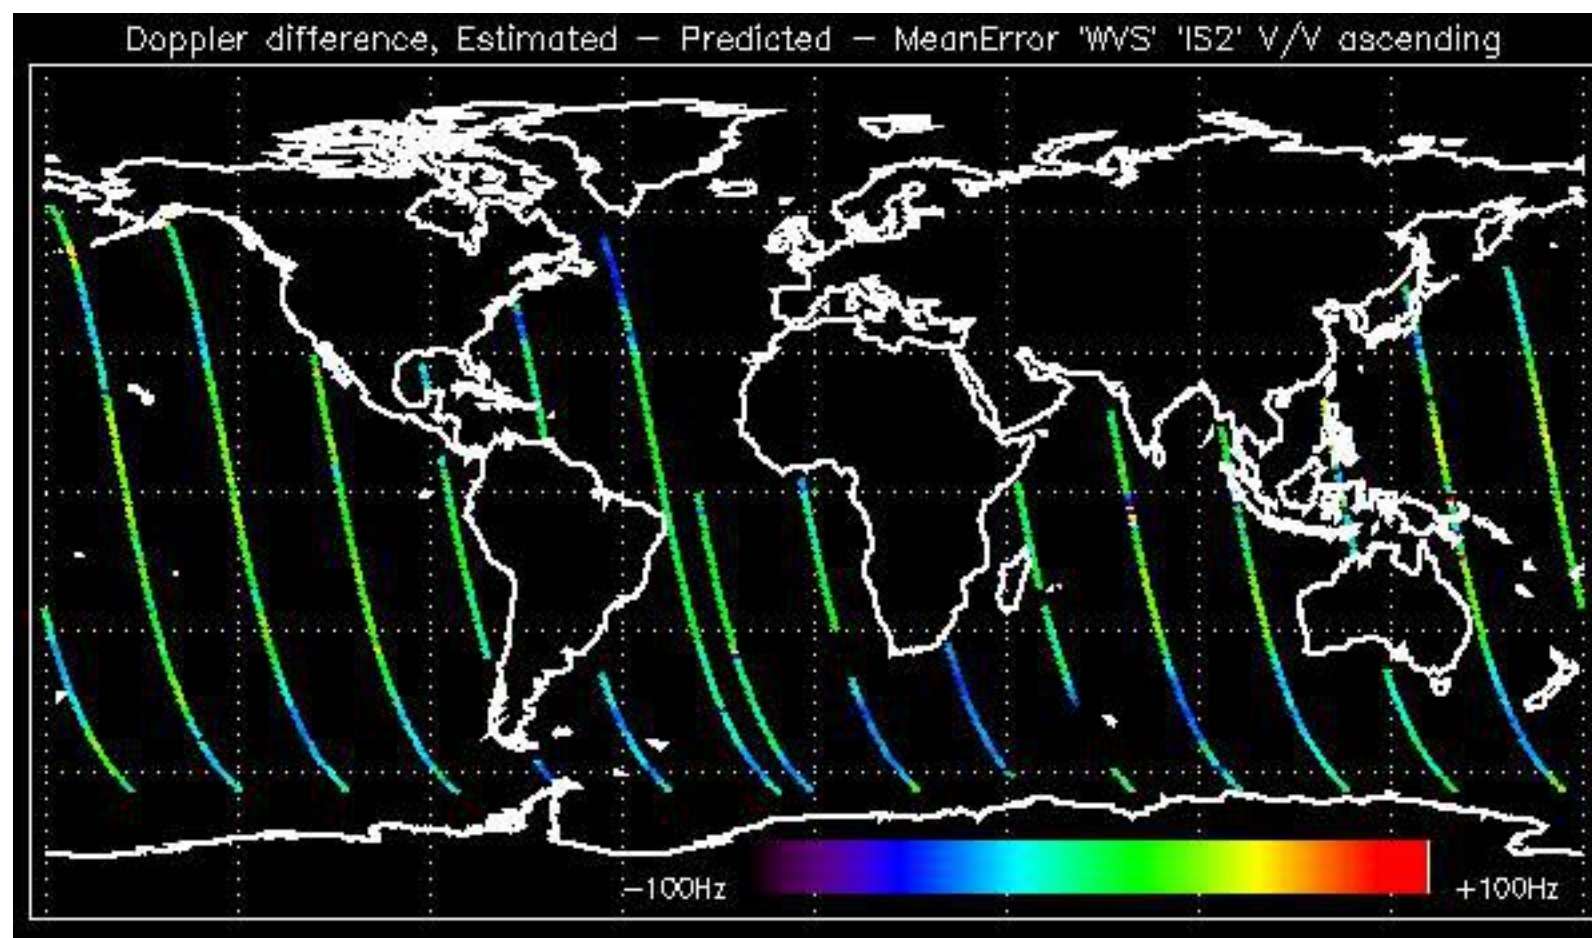 Doppler difference, Estimated – Predicted – MeanError 'WVS' 'IS2' V/V ascending
-100Hz +100Hz